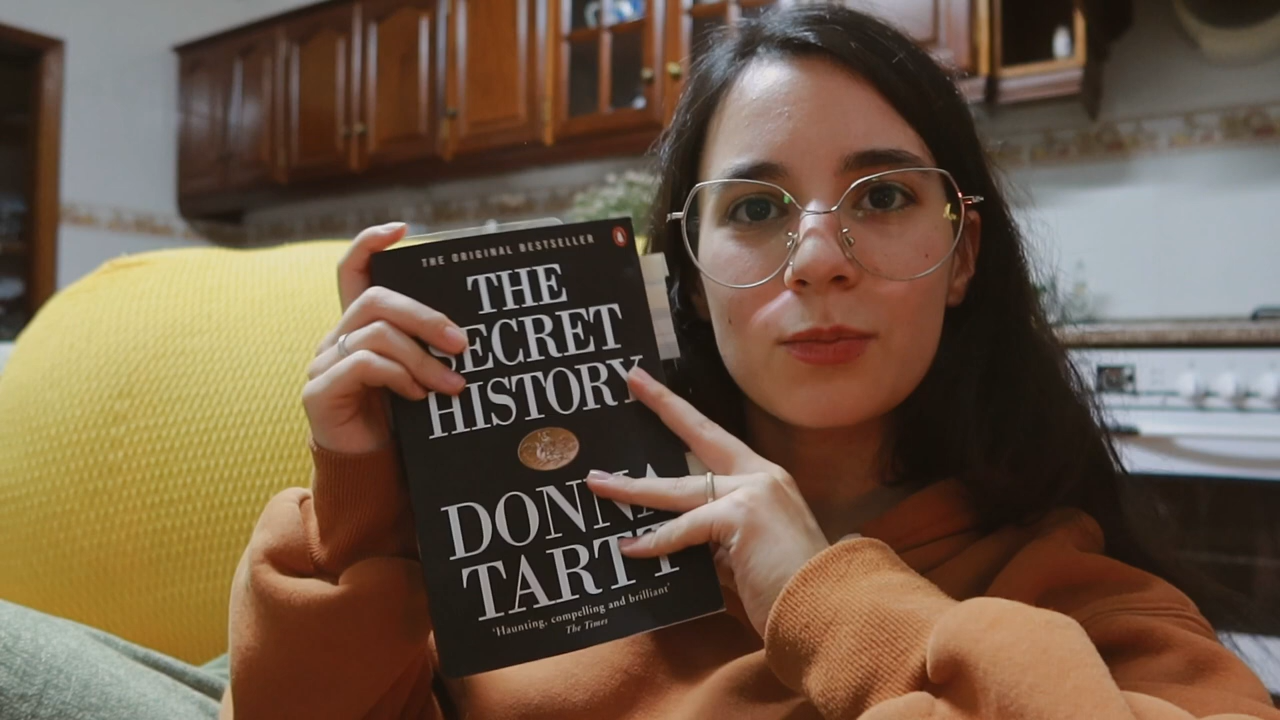 THE ORIGINAL BESTSELLER
THE
SECRET
HISTORY
DONNA
TARTT
'Haunting, compelling and brilliant'
The Times